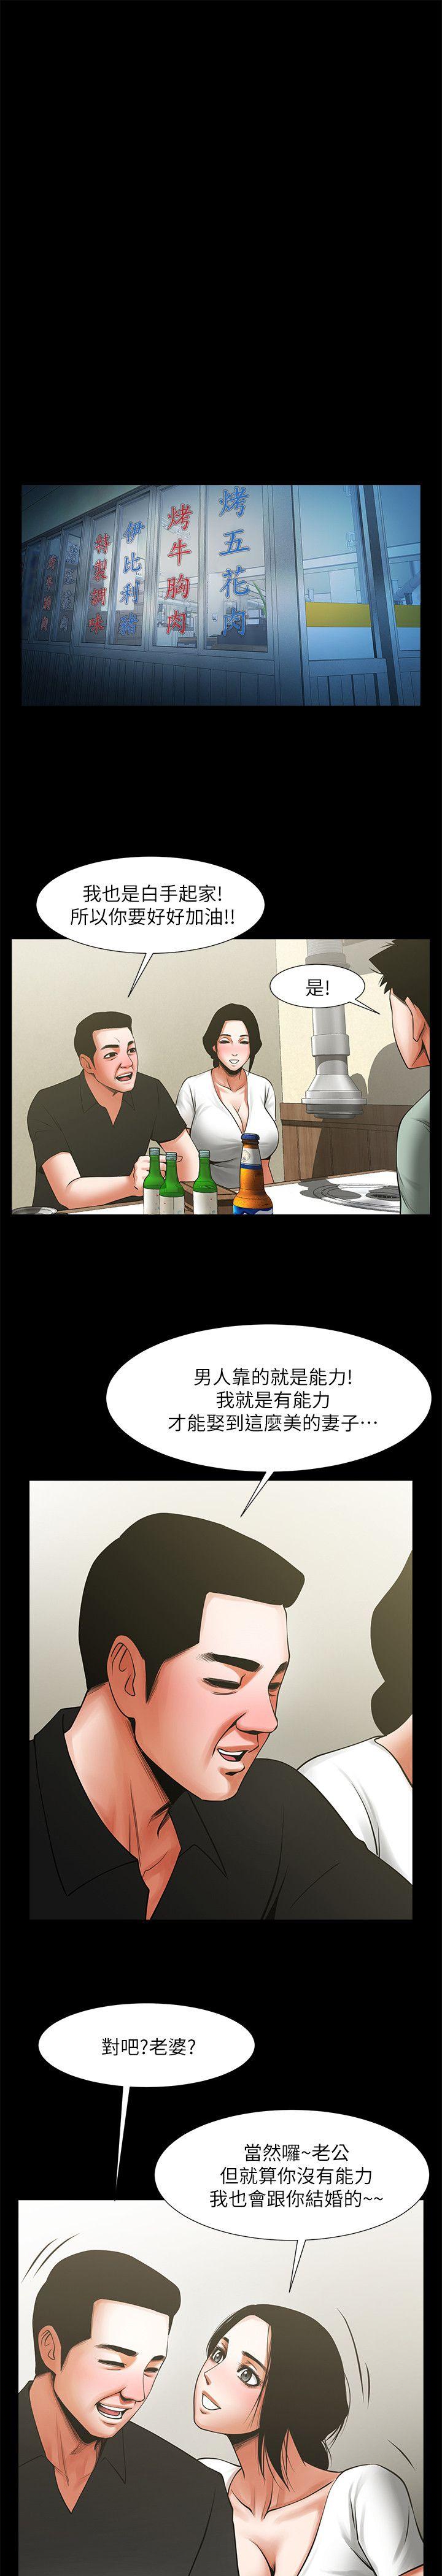 烤五花肉
烤牛胸肉
伊比利豬
特製調味
我也是白手起家!
所以你要好好加油!!
是!
男人靠的就是能力!
我就是有能力
才能娶到這麼美的妻子…
對吧?老婆?
當然囉~老公
但就算你沒有能力
我也會跟你結婚的~~